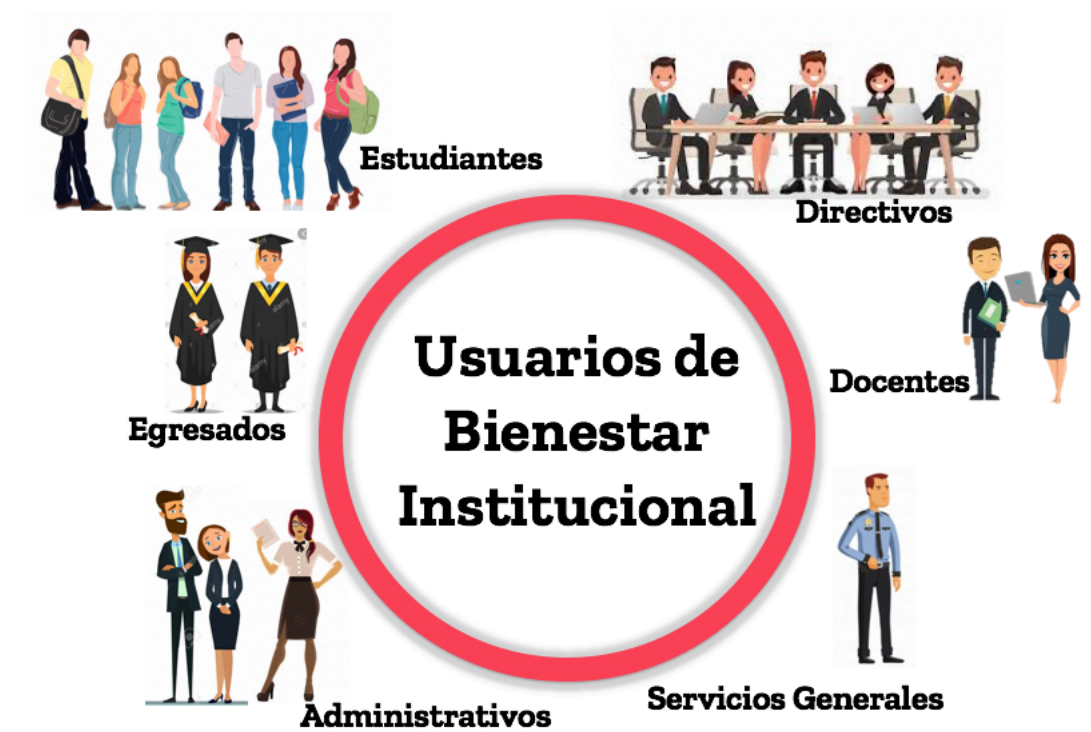 Estudiantes
Directivos
Egresados
Usuarios de
Bienestar
Institucional
Docentes
Administrativos
Servicios Generales